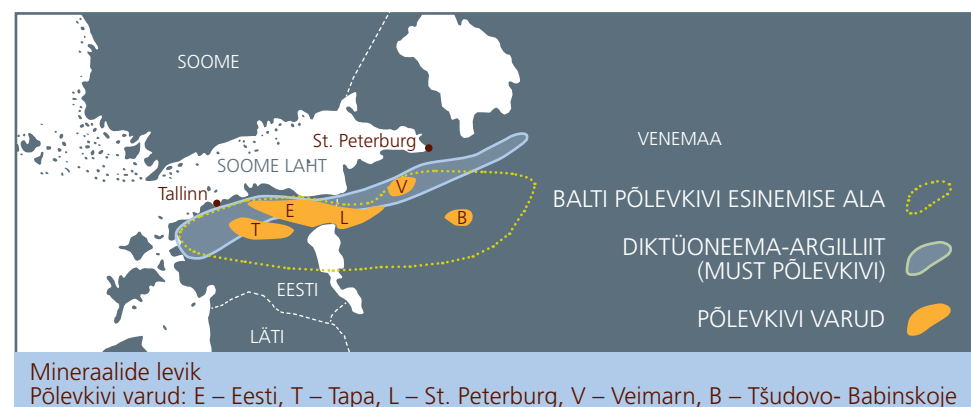 SOOME
St. Peterburg
VENEMAA
SOOME LAHT
Tallinn
V
BALTI PÕLEVKIVI ESINEMISE ALA
E
L
B
T
DIKTÜONEEMA-ARGILLIIT
(MUST PÕLEVKIVI)
EESTI
PÕLEVKIVI VARUD
LÄTI
Mineraalide levik
Põlevkivi varud: E – Eesti, T – Tapa, L – St. Peterburg, V – Veimarn, B – Tšudovo- Babinskoje